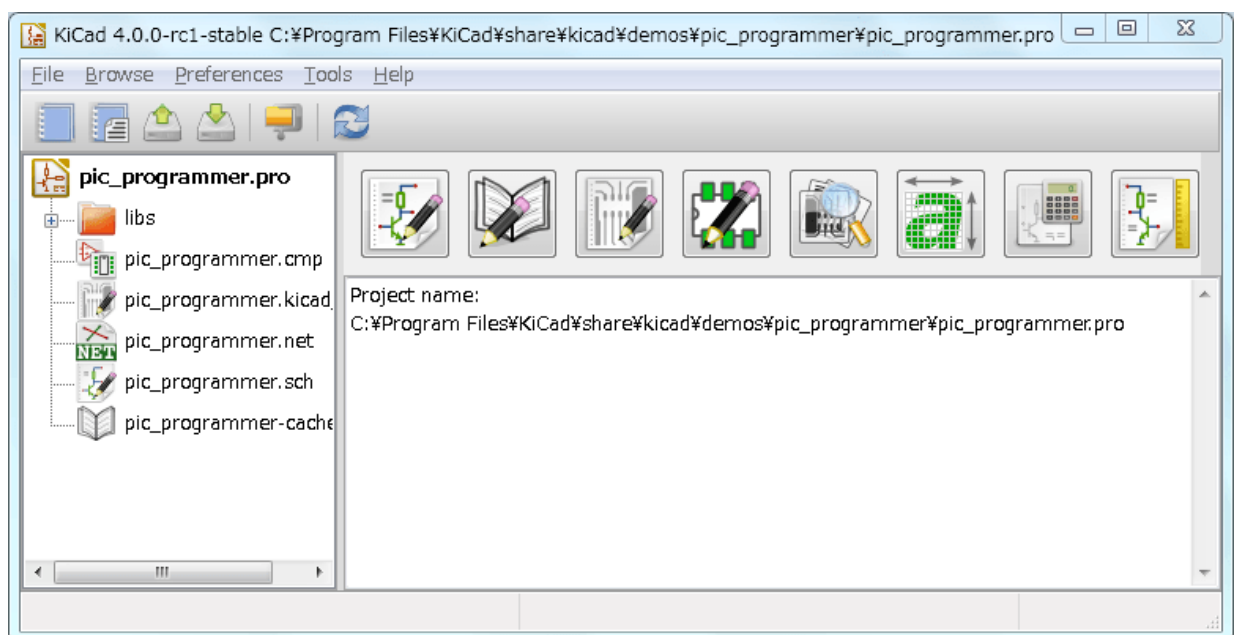 KiCad 4.0.0-rc1-stable C:¥Program Files¥KiCad¥share¥kicad¥demos¥pic_programmer¥pic_programmer.pro
File Browse Preferences Tools Help
pic_programmer.pro
libs
pic_programmer.cmp
pic_programmer.kicad_
NET
pic_programmer.net
pic_programmer.sch
pic_programmer-cache
a
Project name:
C:¥Program Files¥KiCad¥share¥kicad¥demos¥pic_programmer¥pic_programmer.pro